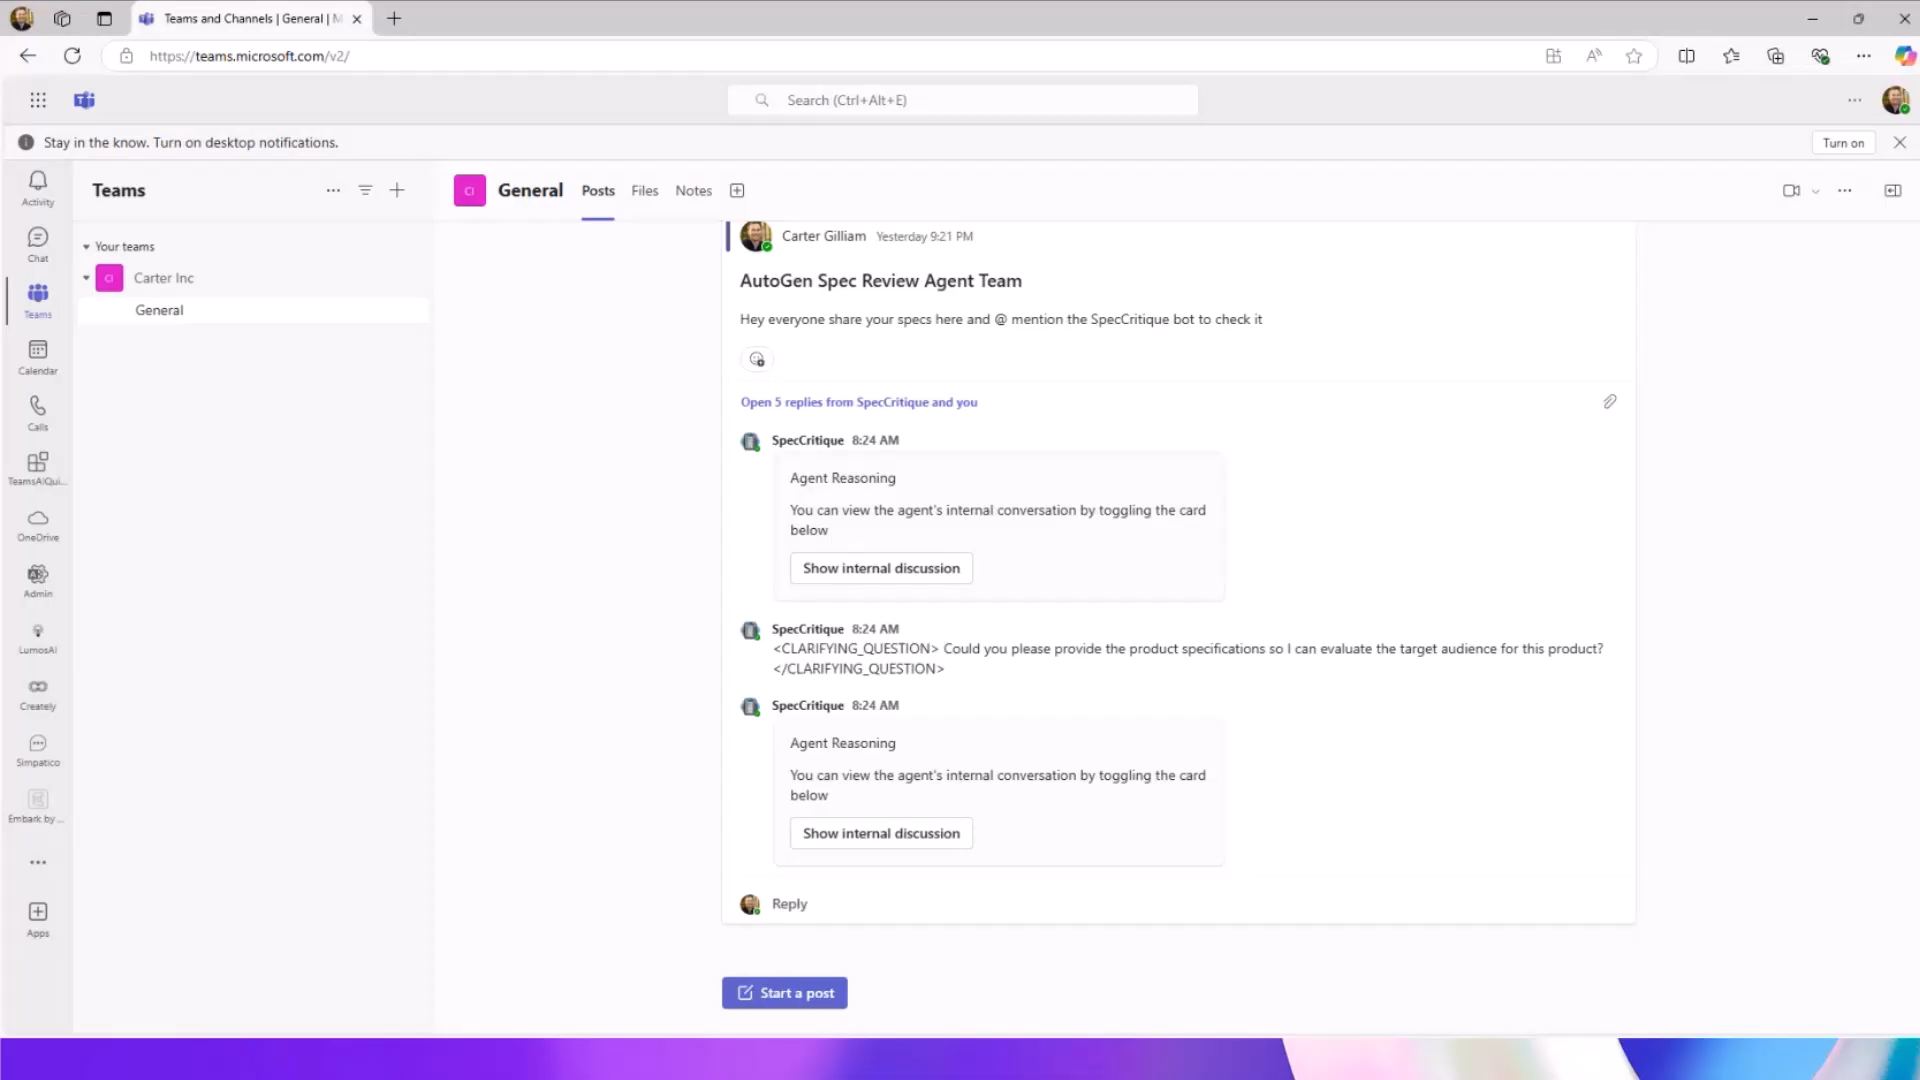 Teams and Channels | General | M
https://teams.microsoft.com/v2/
Search (Ctrl+Alt+E)
Stay in the know. Turn on desktop notifications.
Turn on
Activity
Chat
Teams
Calendar
Calls
TeamsAIQui...
OneDrive
Admin
LumosAI
Creately
Simpatico
Embark by ...
Apps
Teams
Your teams
CI
Carter Inc
General
CI
General
Posts
Files
Notes
Carter Gilliam Yesterday 9:21 PM
AutoGen Spec Review Agent Team
Hey everyone share your specs here and @ mention the SpecCritique bot to check it
Open 5 replies from SpecCritique and you
SpecCritique 8:24 AM
Agent Reasoning
You can view the agent's internal conversation by toggling the card
below
Show internal discussion
SpecCritique 8:24 AM
<CLARIFYING_QUESTION> Could you please provide the product specifications so I can evaluate the target audience for this product?
</CLARIFYING_QUESTION>
SpecCritique 8:24 AM
Agent Reasoning
You can view the agent's internal conversation by toggling the card
below
Show internal discussion
Reply
Start a post